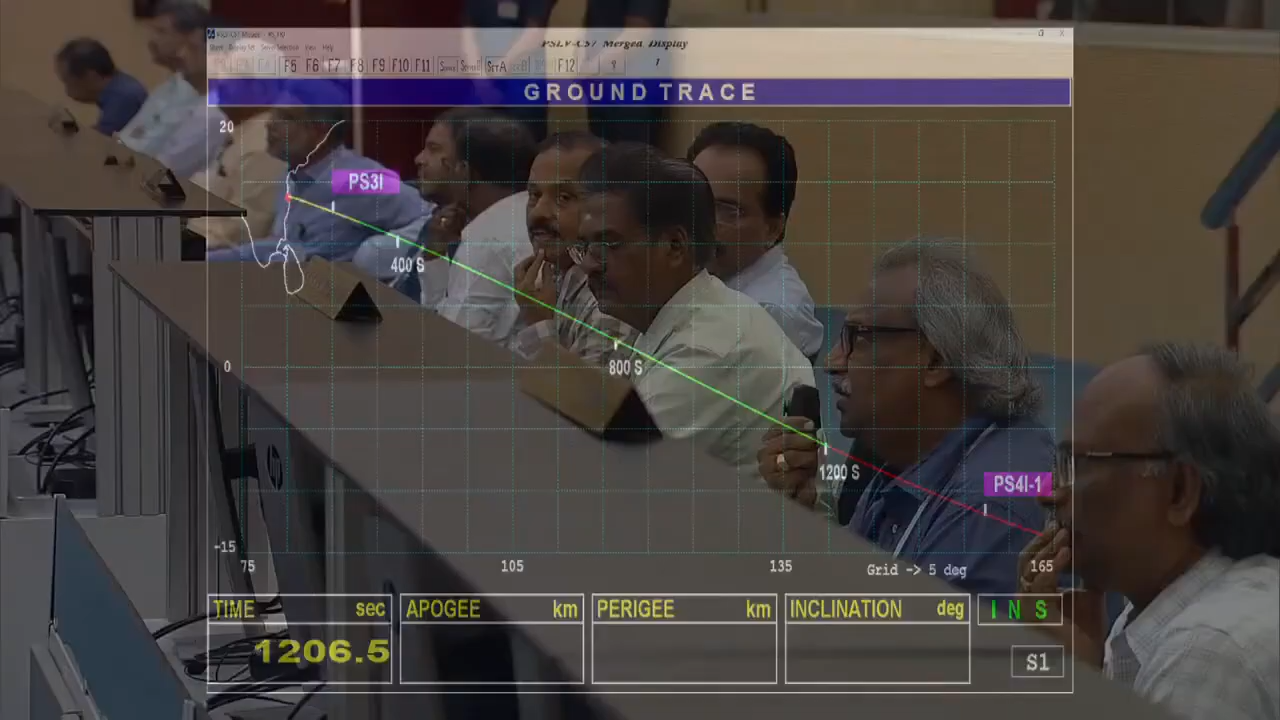 PSLV-C57 Merged Display
F5 F6 F7 F8 F9 F10 F11
F12
GROUND TRACE
20
PS3I
400 S
0
800 S
1200 S
PS4I-1
-15
75 105 135 165
Grid -> 5 deg
TIME sec APOGEE km PERIGEE km INCLINATION deg I N S
1206.5
S1